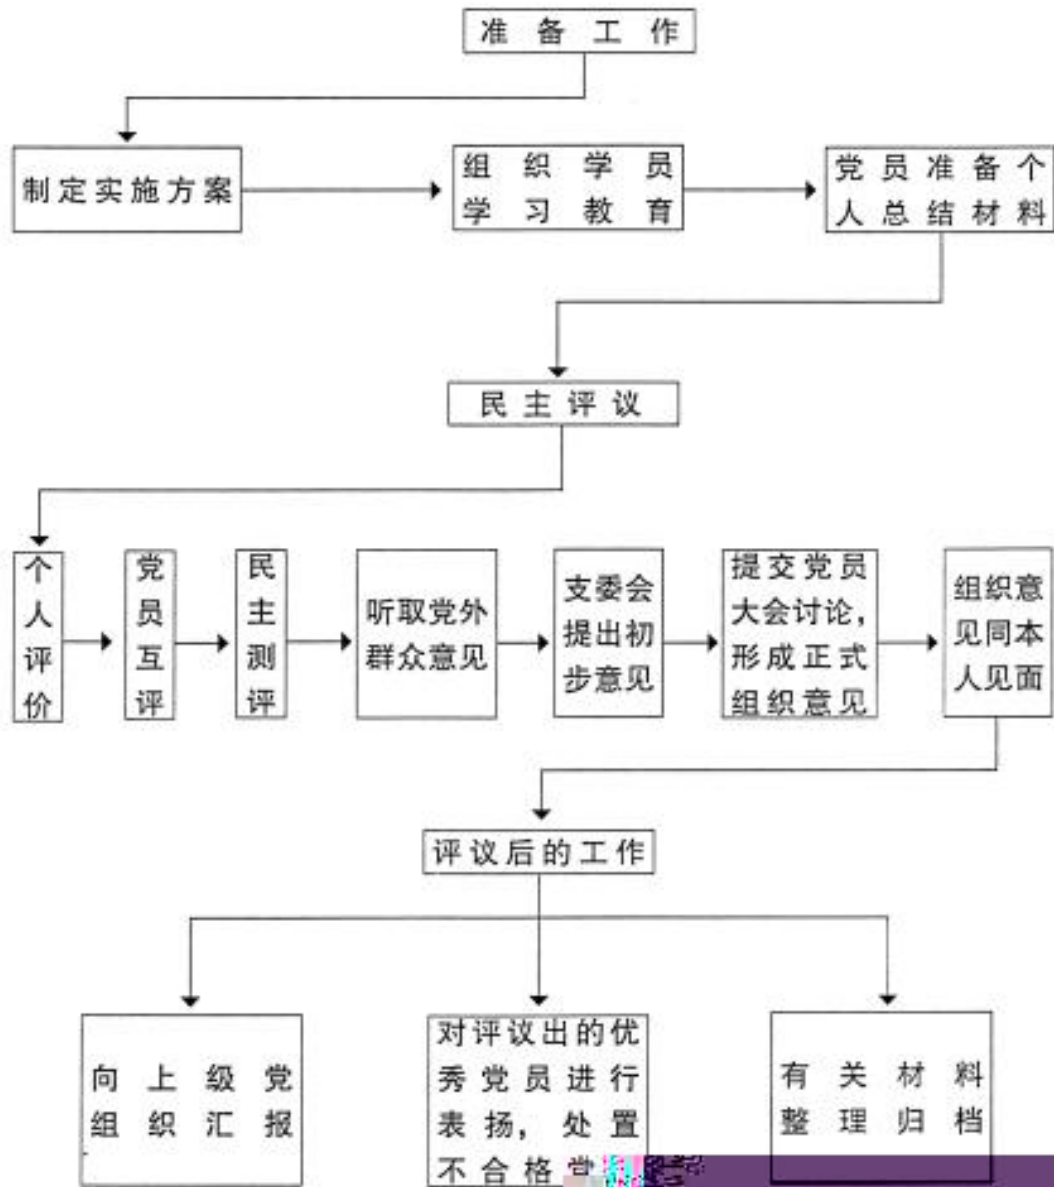 准备工作
制定实施方案
组织学员
学习教育
党员准备个
人总结材料
民主评议
个人评价
党员互评
民主测评
听取党外
群众意见
支委会
提出初
步意见
提交党员
大会讨论，
形成正式
组织意见
组织意
见同本
人见面
评议后的工作
向上级党
组织汇报
对评议出的优
秀党员进行
表扬，处置
不合格党
有关材料
整理归档